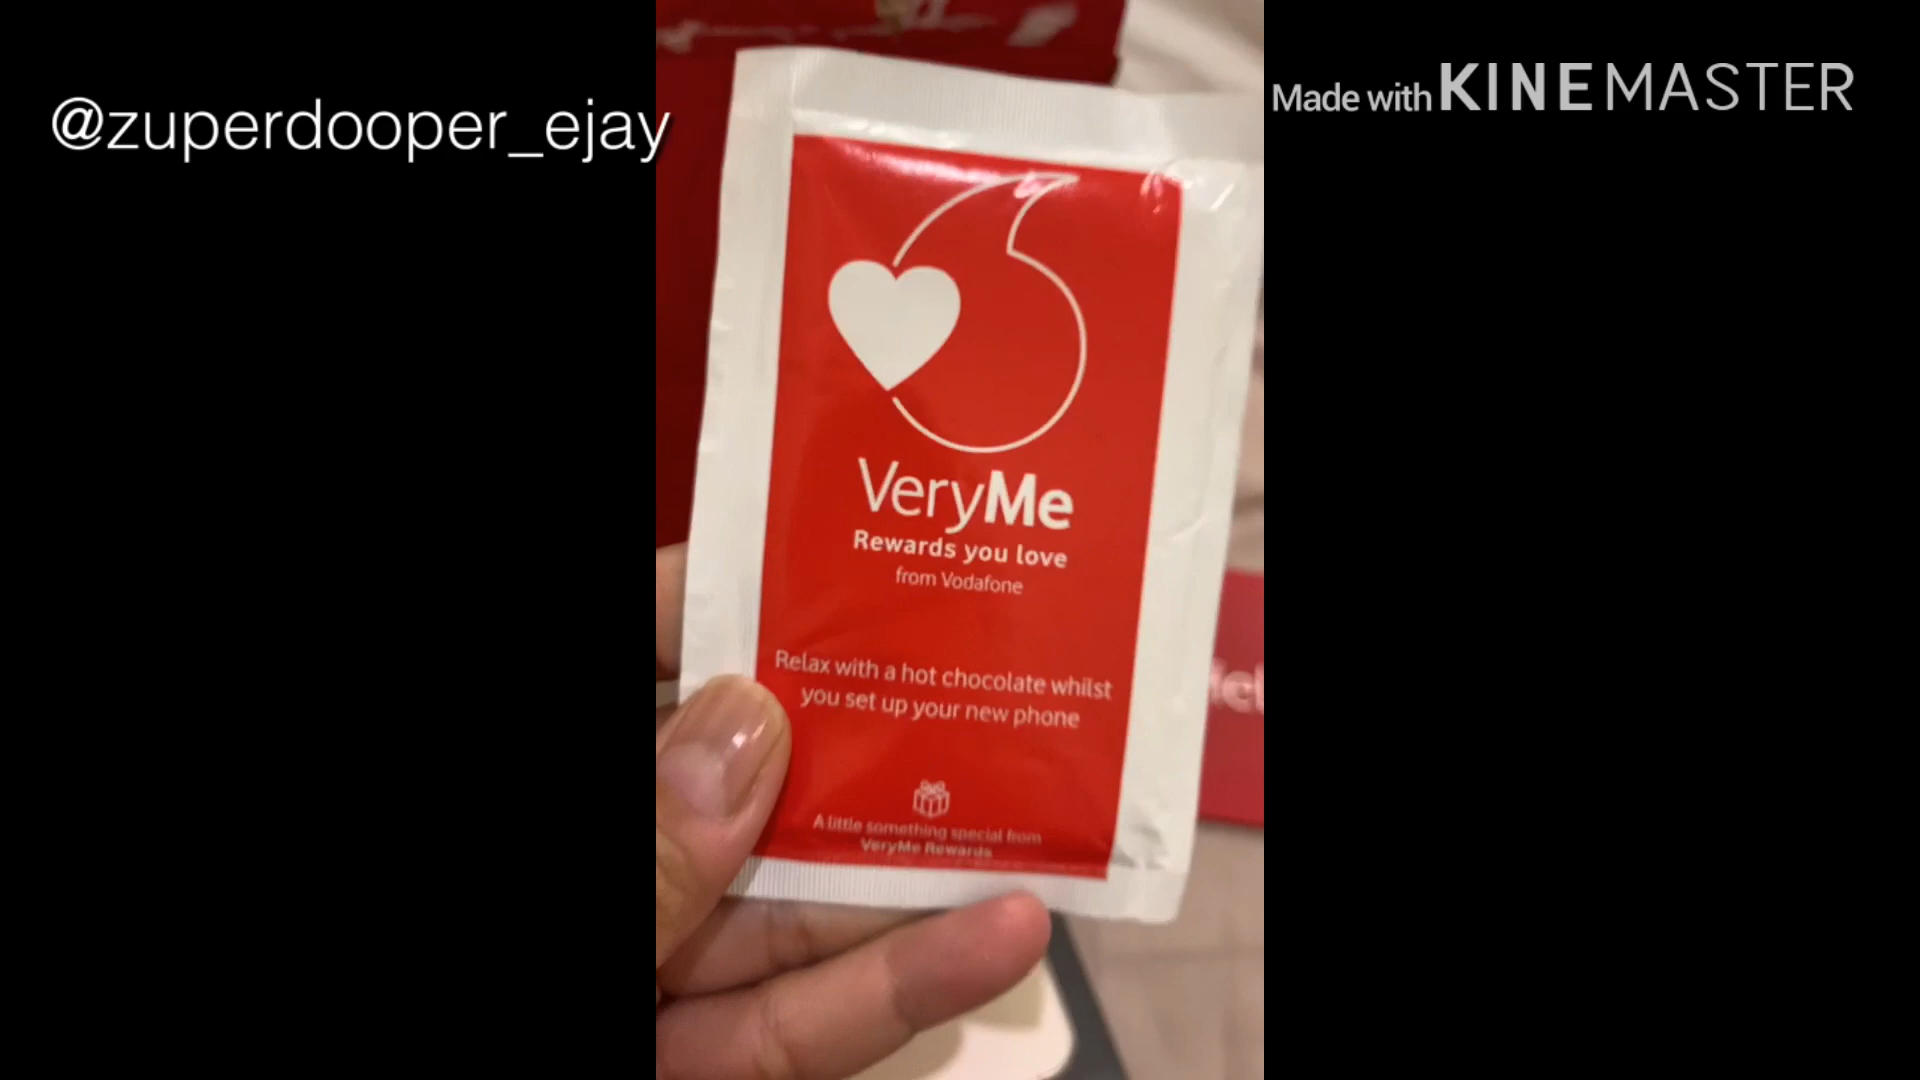 @zuperdooper_ejay
Made with KINEMASTER
VeryMe
Rewards you love
from Vodafone
Relax with a hot chocolate whilst
you set up your new phone
A little something special from
VeryMe Rewards